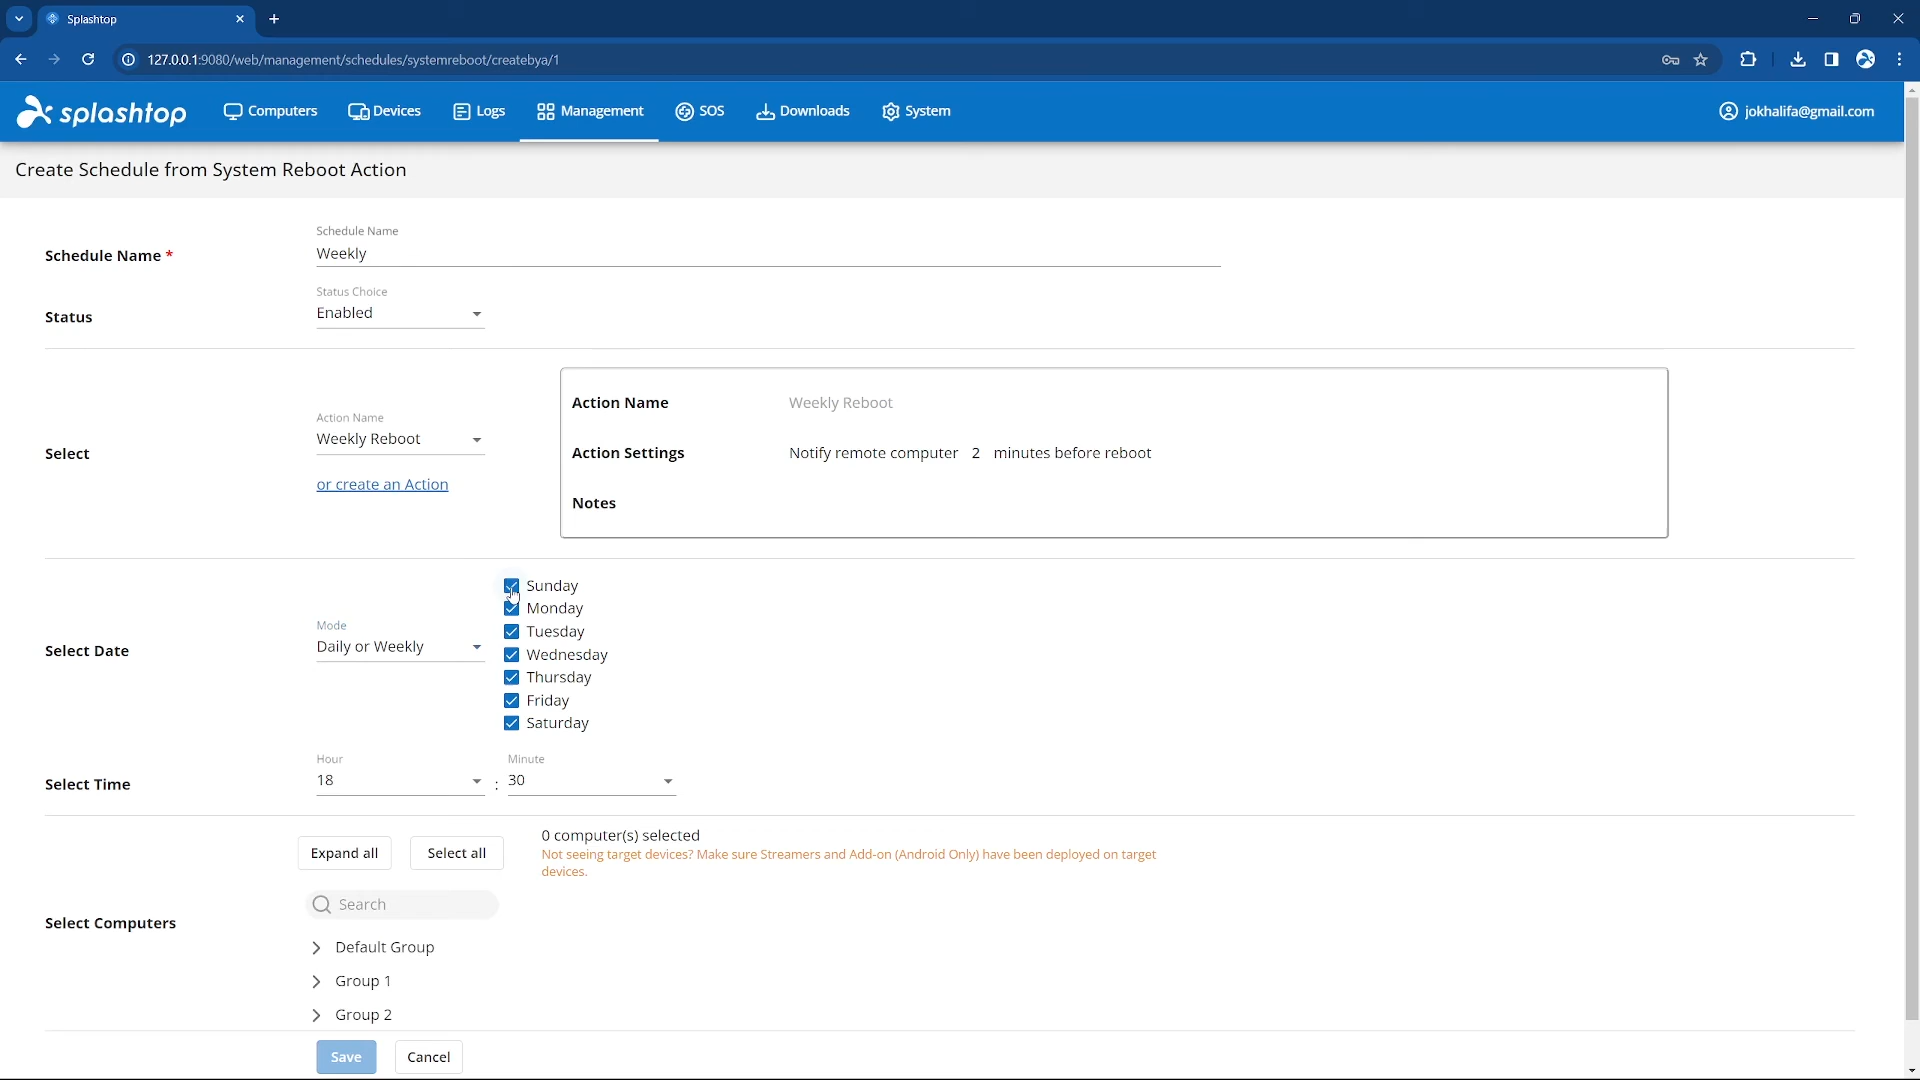 Splashtop
127.0.0.1:9080/web/management/schedules/systemreboot/createbya/1
splashtop Computers Devices Logs Management SOS Downloads System jokhalifa@gmail.com
Create Schedule from System Reboot Action
Schedule Name
Schedule Name * Weekly
Status Choice
Status Enabled
Action Name Weekly Reboot
Action Name
Select Weekly Reboot
Action Settings Notify remote computer 2 minutes before reboot
or create an Action
Notes
Sunday
Monday
Mode
Tuesday
Select Date Daily or Weekly
Wednesday
Thursday
Friday
Saturday
Hour Minute
Select Time 18 : 30
0 computer(s) selected
Expand all Select all
Not seeing target devices? Make sure Streamers and Add-on (Android Only) have been deployed on target
devices.
Search
Select Computers
Default Group
Group 1
Group 2
Save Cancel